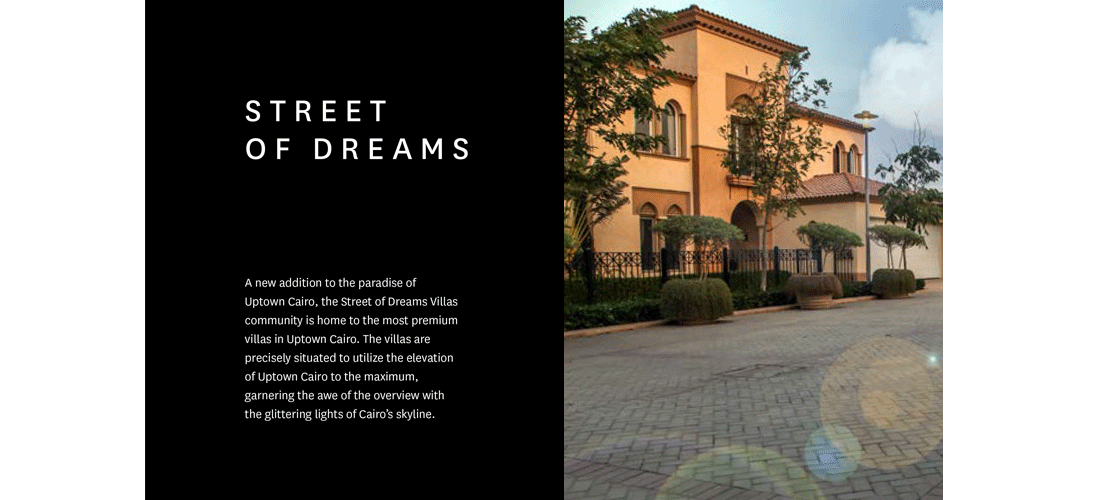 STREET
OF DREAMS
A new addition to the paradise of
Uptown Cairo, the Street of Dreams Villas
community is home to the most premium
villas in Uptown Cairo. The villas are
precisely situated to utilize the elevation
of Uptown Cairo to the maximum,
garnering the awe of the overview with
the glittering lights of Cairo's skyline.